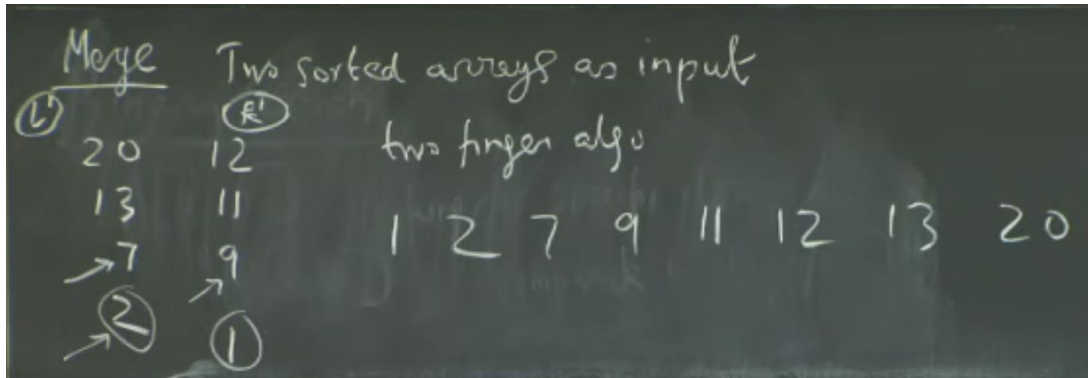 Merge Two sorted arrays as input
L' R'
20 12 two finger algo
13 11
1 2 7 9 11 12 13 20
7 9
2 1